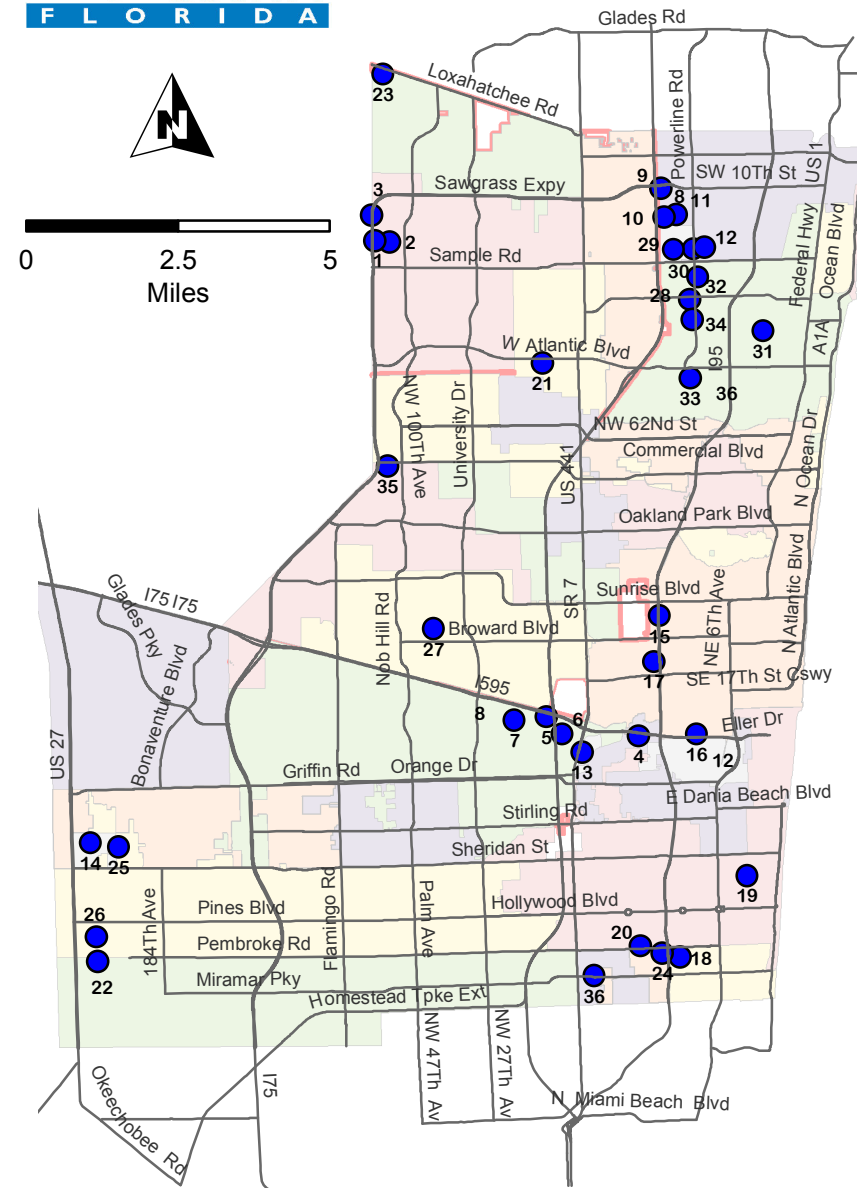 FLORIDA
Glades Rd
23
Loxahatchee Rd
N
Powerline Rd
US 1
9
SW 10Th St
3
Sawgrass Expy
8
11
10
2
1
Sample Rd
29
12
30
32
Federal Hwy
Ocean Blvd
0
2.5
5
Miles
28
34
31
A1A
W Atlantic Blvd
I95
21
33
36
NW 100Th Ave
University Dr
NW 62Nd St
Commercial Blvd
N Ocean Dr
35
US 441
Oakland Park Blvd
Glades Pky
I75 I75
Sunrise Blvd
SR 7
NE 6Th Ave
N Atlantic Blvd
Nob Hill Rd
27
Broward Blvd
15
17
SE 17Th St Cswy
Bonaventure Blvd
I595
8
7
5
6
Eller Dr
13
4
16
12
US 27
Griffin Rd
Orange Dr
E Dania Beach Blvd
Stirling Rd
Sheridan St
14
25
19
184Th Ave
Flamingo Rd
Palm Ave
Pines Blvd
Hollywood Blvd
26
Pembroke Rd
20
22
24
18
Miramar Pky
36
Homestead Tpke Ext
NW 47Th Av
NW 27Th Av
Okeechobee Rd
I75
N Miami Beach Blvd